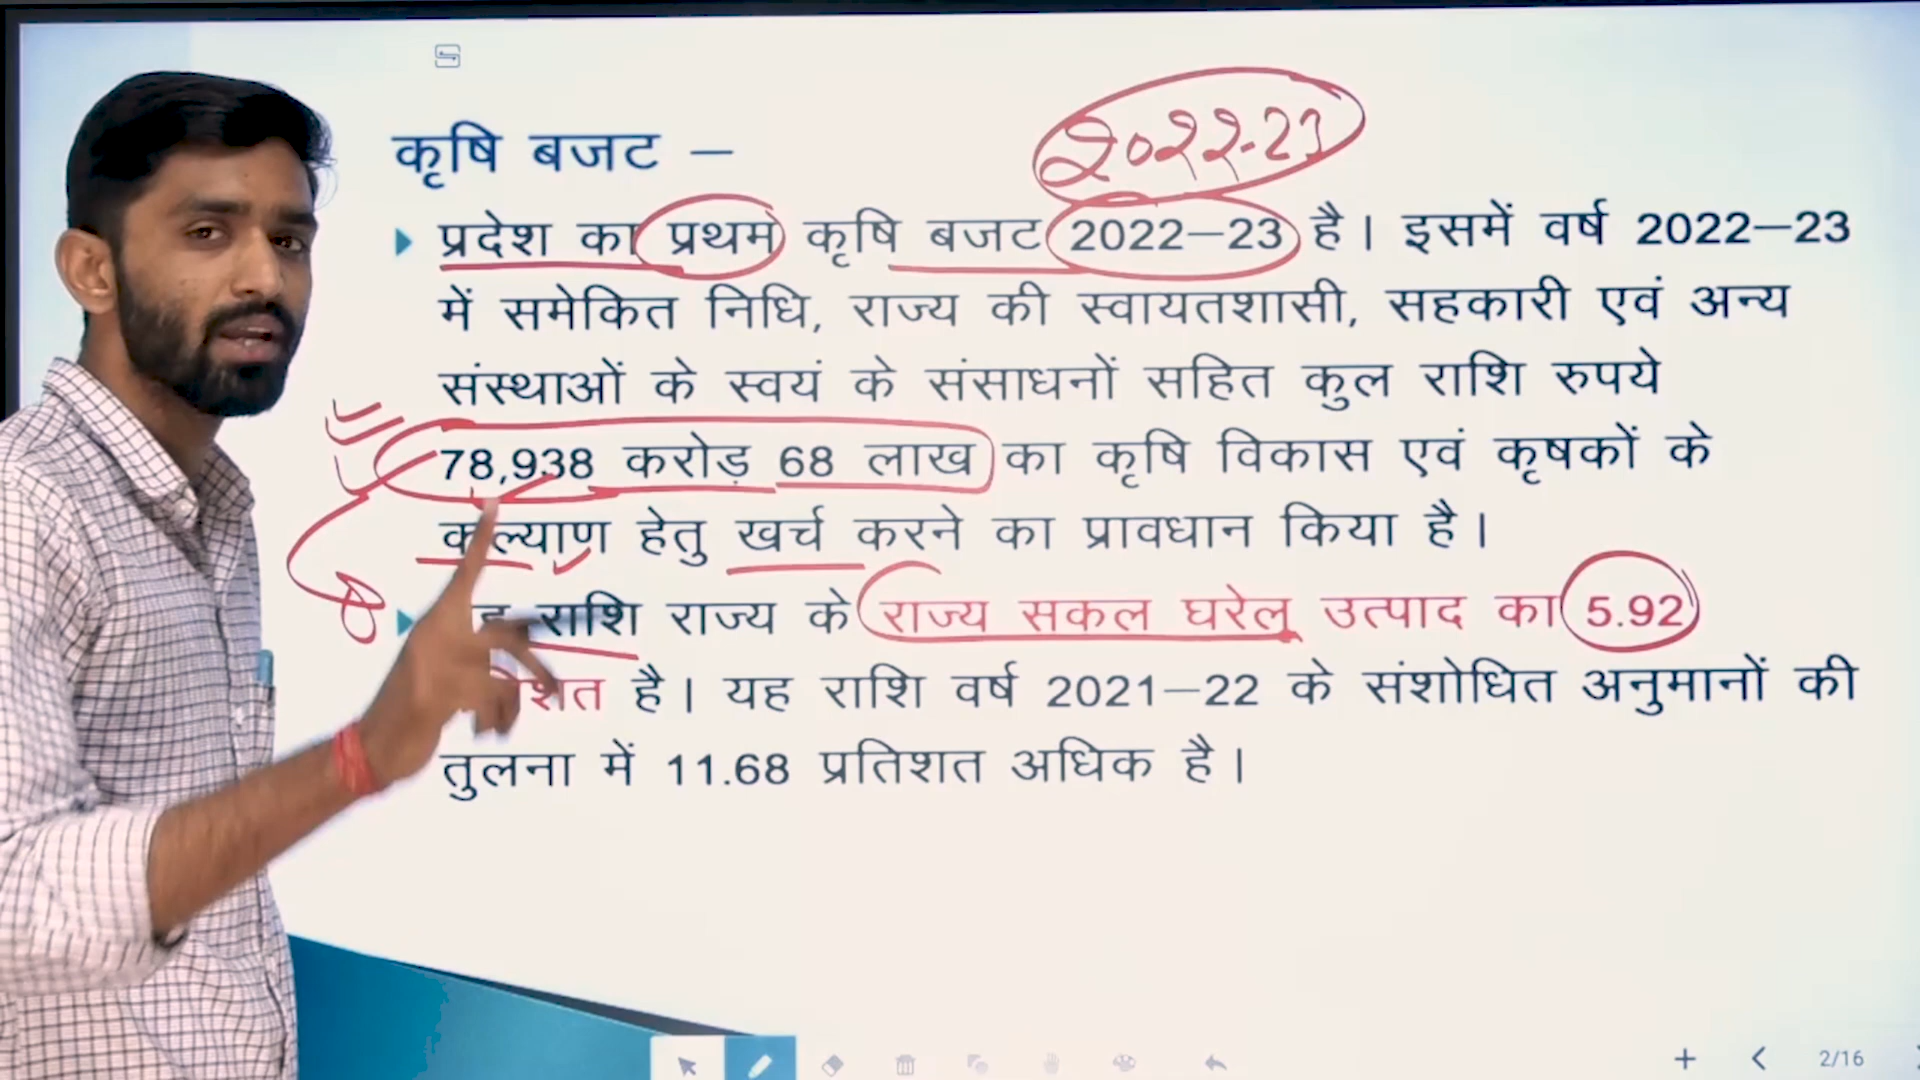 2022-23
कृषि बजट –
प्रदेश का प्रथम कृषि बजट 2022–23 है। इसमें वर्ष 2022–23
में समेकित निधि, राज्य की स्वायतशासी, सहकारी एवं अन्य
संस्थाओं के स्वयं के संसाधनों सहित कुल राशि रुपये
78,938 करोड़ 68 लाख का कृषि विकास एवं कृषकों के
कल्याण हेतु खर्च करने का प्रावधान किया है।
राशि राज्य के राज्य सकल घरेलू उत्पाद का 5.92
है। यह राशि वर्ष 2021–22 के संशोधित अनुमानों की
तुलना में 11.68 प्रतिशत अधिक है।
2/16